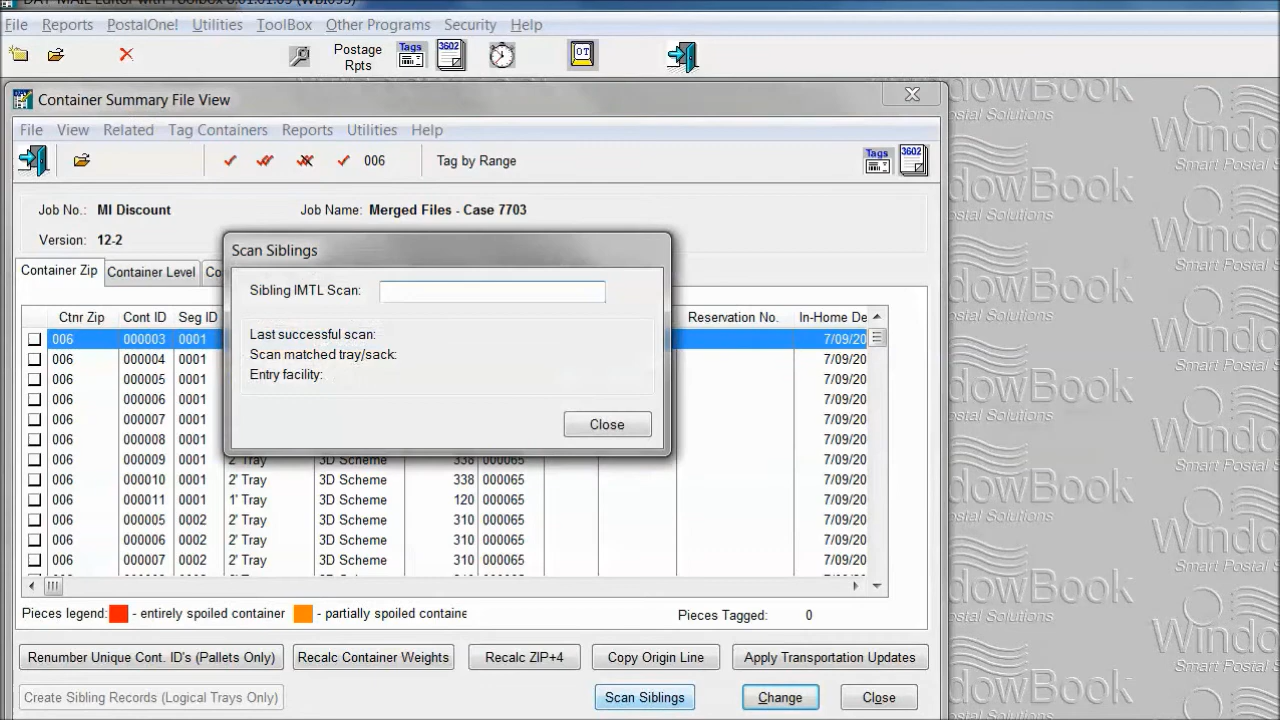 DAT-MAIL Editor with ToolBox 6.01.01.05 (WBI055)
File Reports PostalOne! Utilities ToolBox Other Programs Security Help
Postage Rpts Tags 3602 OT
Container Summary File View
File View Related Tag Containers Reports Utilities Help
006 Tag by Range Tags 3602
Job No.: MI Discount Job Name: Merged Files - Case 7703
Version: 12-2
Scan Siblings
Container Zip Container Level Co
Sibling IMTL Scan:
Last successful scan:
Scan matched tray/sack:
Entry facility:
Close
Ctnr Zip Cont ID Seg ID Reservation No. In-Home De
006 000003 0001 7/09/20
006 000004 0001 7/09/20
006 000005 0001 7/09/20
006 000006 0001 7/09/20
006 000007 0001 7/09/20
006 000008 0001 7/09/20
006 000009 0001 2' Tray 3D Scheme 338 000065 7/09/20
006 000010 0001 2' Tray 3D Scheme 338 000065 7/09/20
006 000011 0001 1' Tray 3D Scheme 120 000065 7/09/20
006 000005 0002 2' Tray 3D Scheme 310 000065 7/09/20
006 000006 0002 2' Tray 3D Scheme 310 000065 7/09/20
006 000007 0002 2' Tray 3D Scheme 310 000065 7/09/20
Pieces legend: - entirely spoiled container - partially spoiled containe Pieces Tagged: 0
Renumber Unique Cont. ID's (Pallets Only) Recalc Container Weights Recalc ZIP+4 Copy Origin Line Apply Transportation Updates
Create Sibling Records (Logical Trays Only) Scan Siblings Change Close